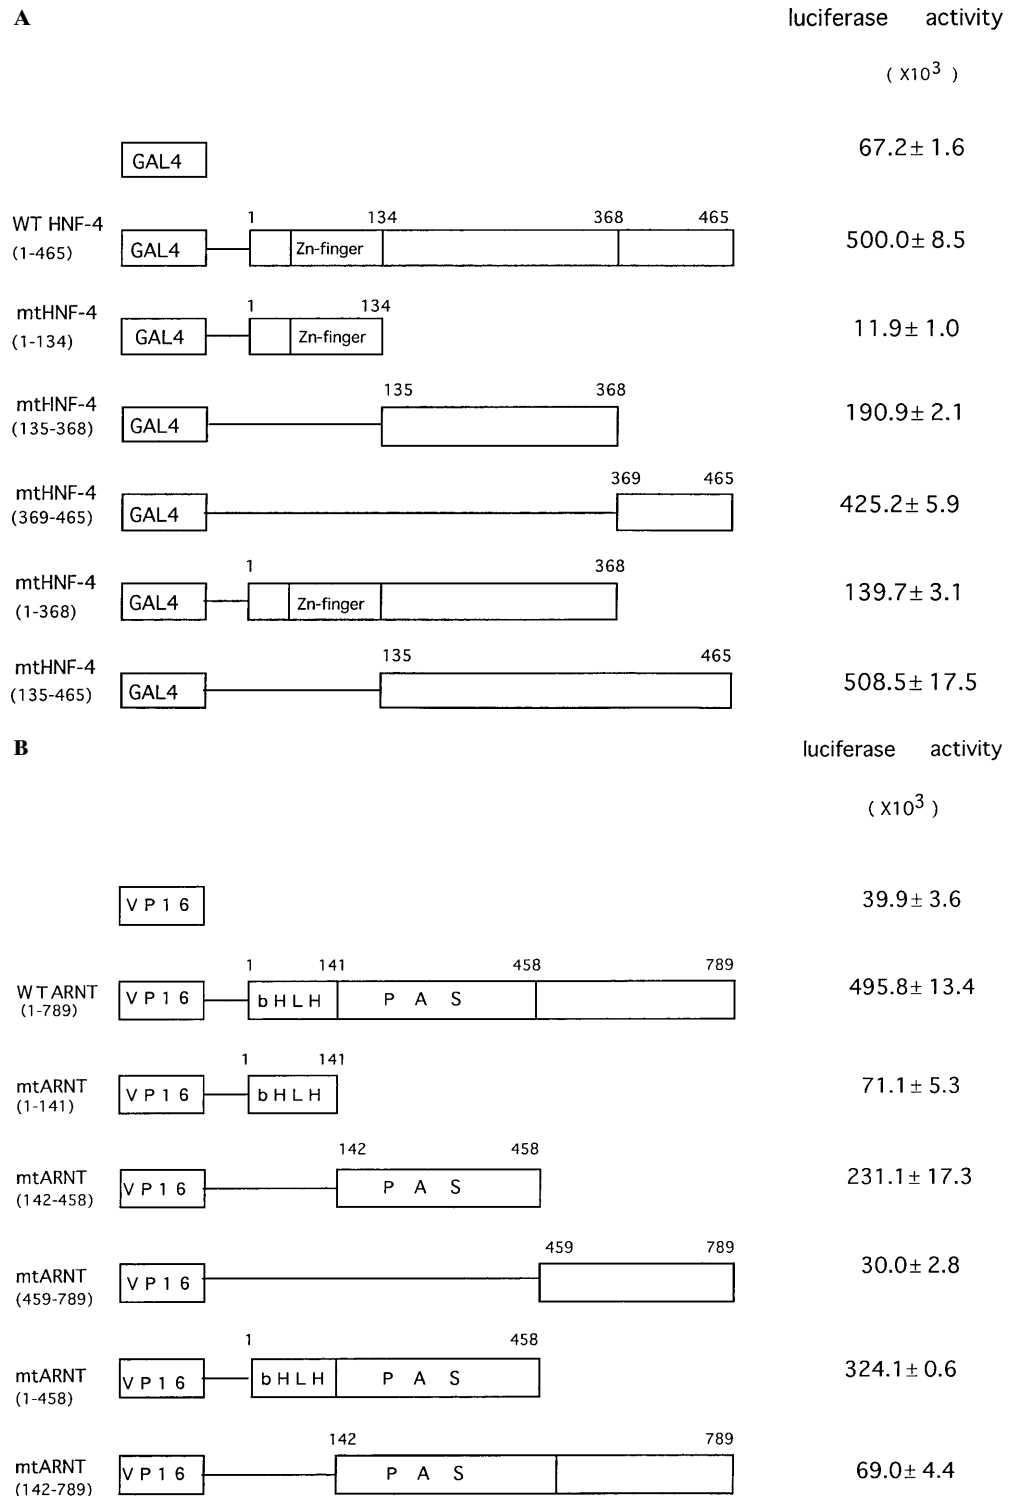 A
luciferase activity
( X10³ )
GAL4 67.2± 1.6
1 134 368 465
WT HNF-4
(1-465) GAL4 Zn-finger 500.0± 8.5
1 134
mtHNF-4
(1-134) GAL4 Zn-finger 11.9± 1.0
135 368
mtHNF-4
(135-368) GAL4 190.9± 2.1
369 465
mtHNF-4
(369-465) GAL4 425.2± 5.9
1 368
mtHNF-4
(1-368) GAL4 Zn-finger 139.7± 3.1
135 465
mtHNF-4
(135-465) GAL4 508.5± 17.5
B
luciferase activity
( X10³ )
VP16 39.9± 3.6
1 141 458 789
WT ARNT VP16 bHLH PAS 495.8± 13.4
(1-789)
1 141
mtARNT VP16 bHLH 71.1± 5.3
(1-141)
142 458
mtARNT VP16 PAS 231.1± 17.3
(142-458)
459 789
mtARNT VP16 30.0± 2.8
(459-789)
1 458
mtARNT VP16 bHLH PAS 324.1± 0.6
(1-458)
142 789
mtARNT VP16 PAS 69.0± 4.4
(142-789)